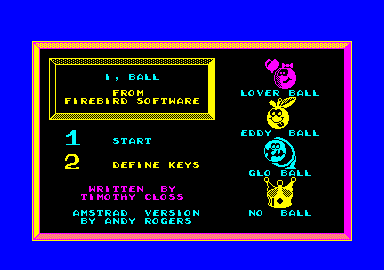 I, BALL
FROM
FIREBIRD SOFTWARE
1 START
2 DEFINE KEYS
WRITTEN BY
TIMOTHY CLOSS
AMSTRAD VERSION
BY ANDY ROGERS
LOVER BALL
EDDY BALL
GLO BALL
NO BALL